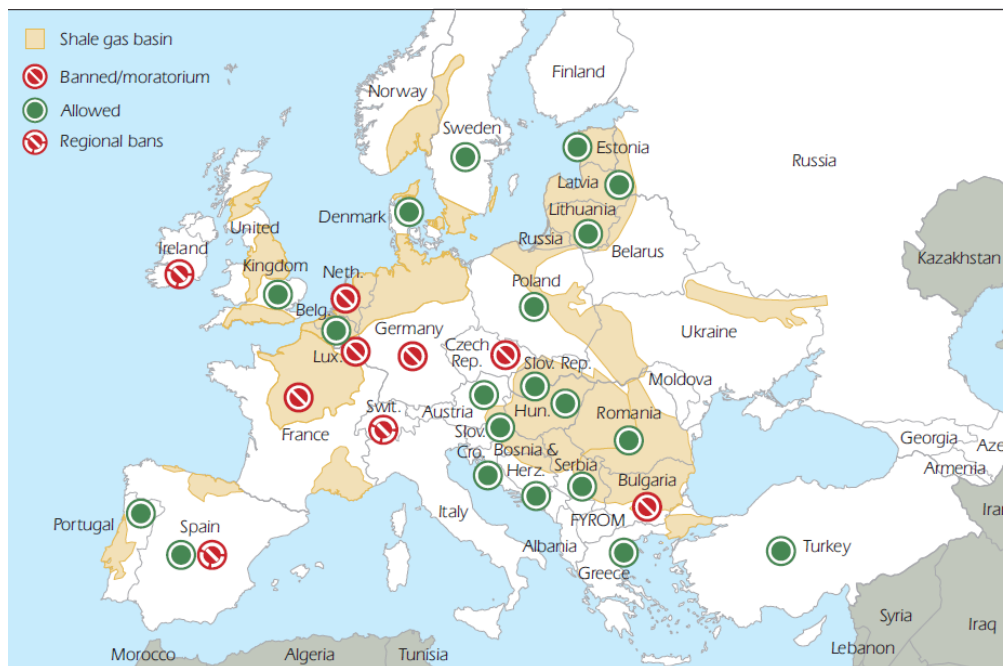 Shale gas basin
Banned/moratorium
Allowed
Regional bans
Finland
Norway
Sweden
Estonia
Russia
Latvia
Denmark
Lithuania
United
Ireland
Russia
Belarus
Kingdom
Neth.
Kazakhstan
Poland
Belg.
Germany
Ukraine
Czech
Rep.
Lux.
Slov. Rep.
Moldova
Swit.
Austria
Hun.
Romania
France
Slov.
Georgia
Aze
Cro.
Bosnia &
Herz.
Serbia
Bulgaria
Armenia
Italy
Iran
Portugal
Spain
FYROM
Albania
Turkey
Greece
Syria
Iraq
Lebanon
Morocco
Algeria
Tunisia